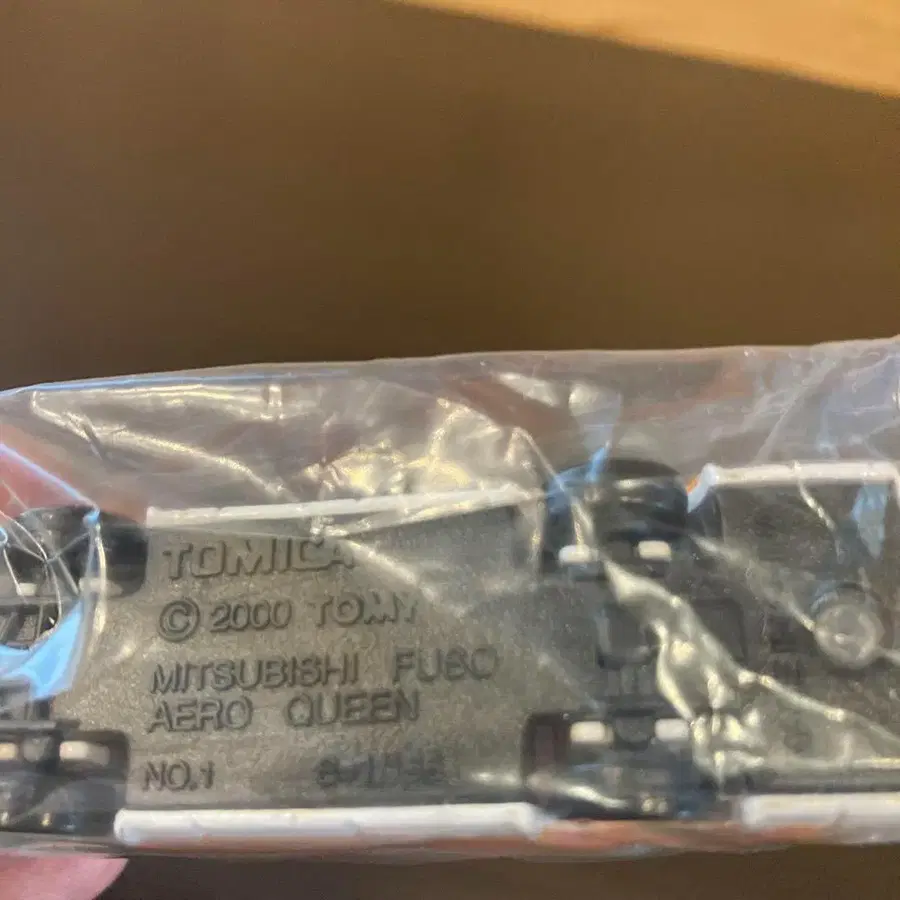 TOMICA
© 2000 TOMY
MITSUBISHI FUSO
AERO QUEEN
NO.1